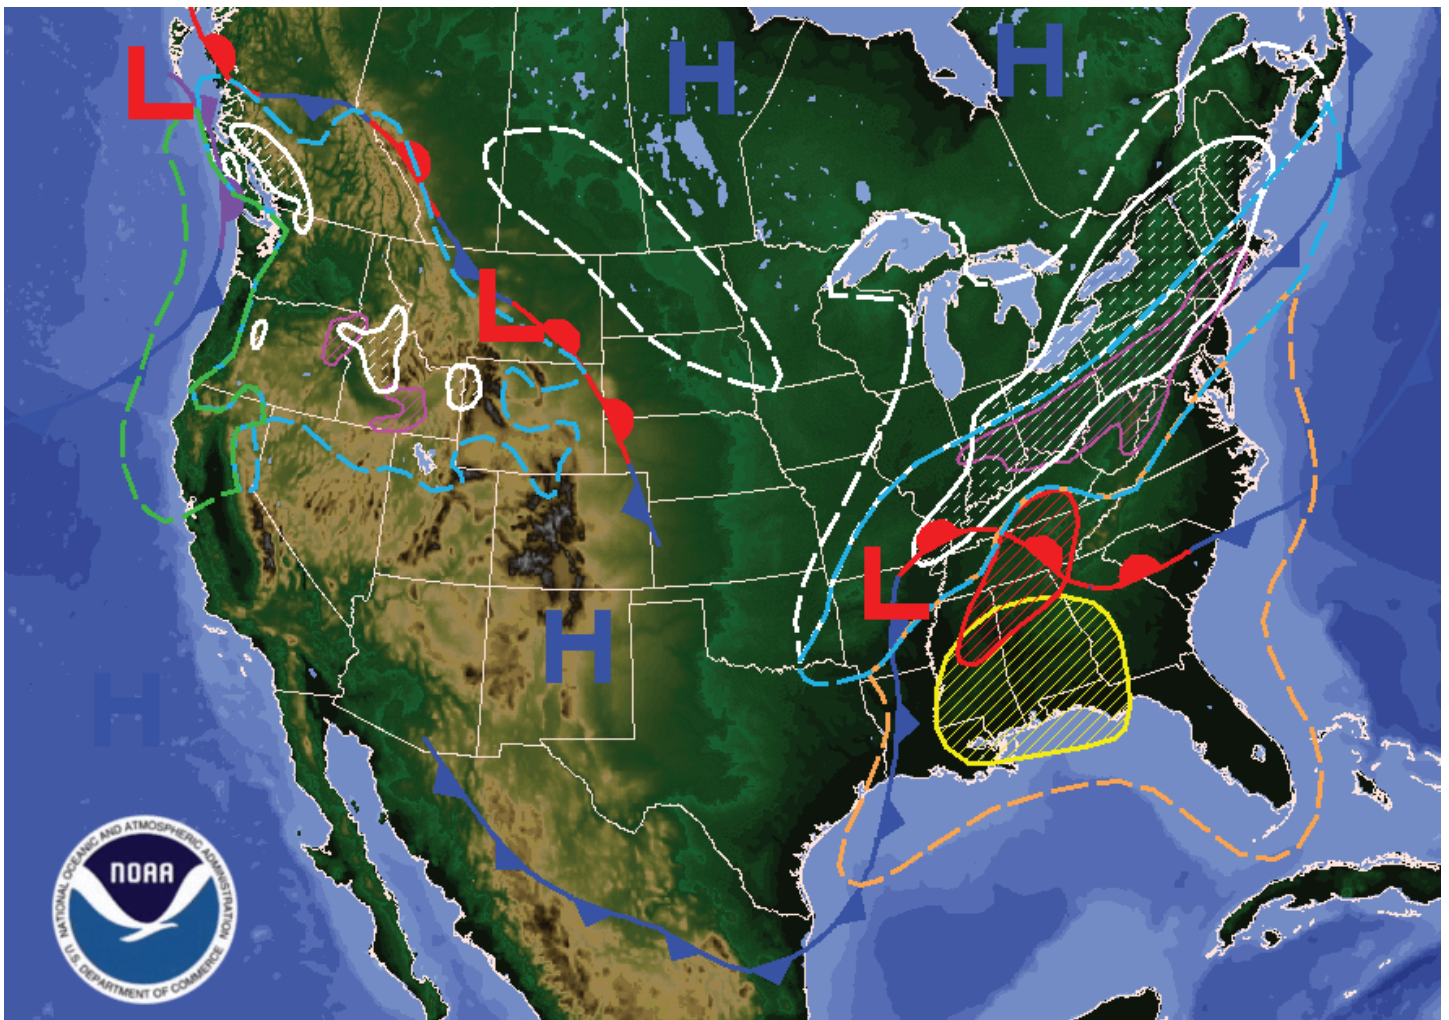 H
H
L
L
L
H
H
NOAA
NATIONAL OCEANIC AND ATMOSPHERIC ADMINISTRATION
U.S. DEPARTMENT OF COMMERCE